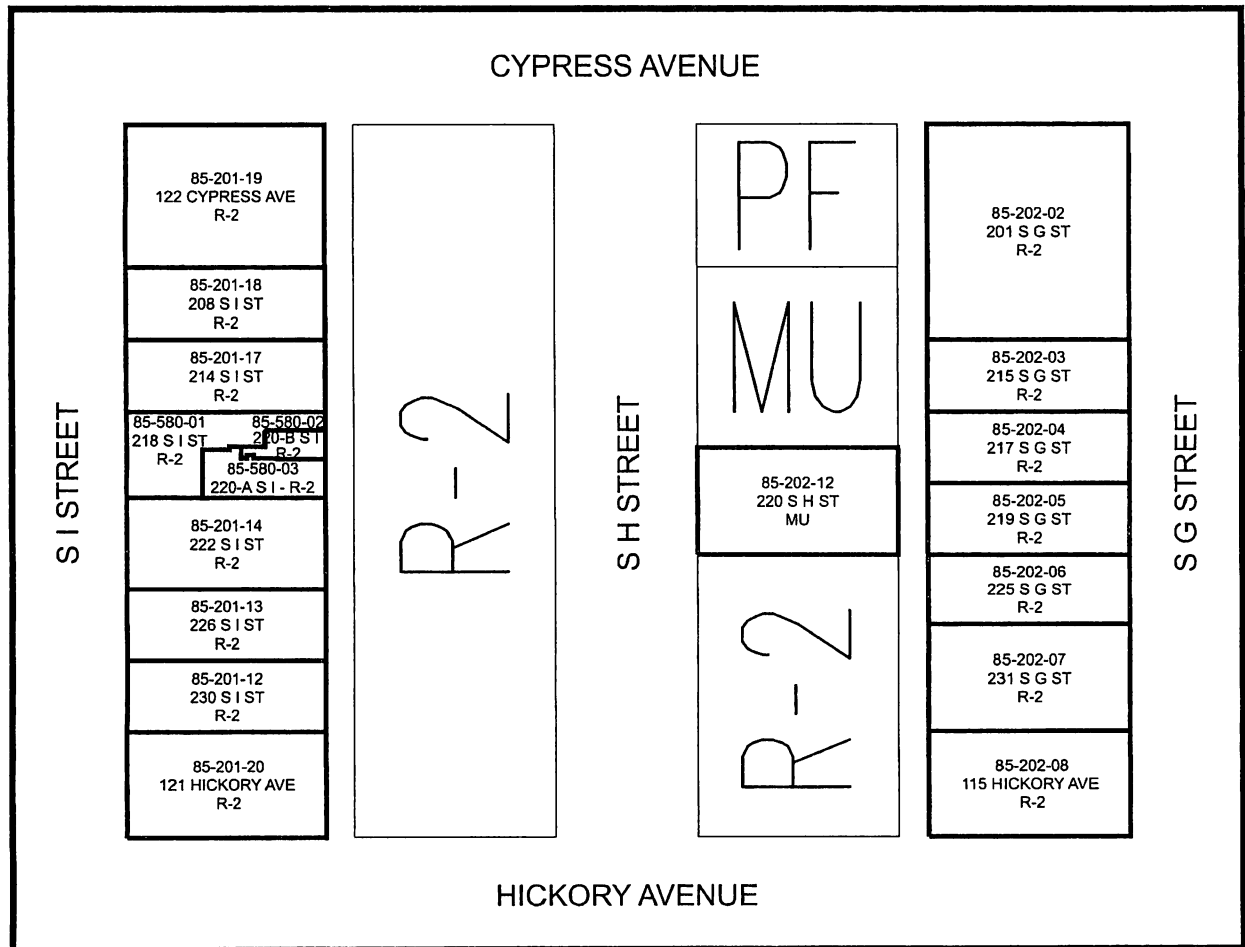 CYPRESS AVENUE
85-201-19
122 CYPRESS AVE
R-2
85-201-18
208 S I ST
R-2
85-201-17
214 S I ST
R-2
85-580-01
218 S I ST
R-2
85-580-02
220-B S I
R-2
85-580-03
220-A S I - R-2
85-201-14
222 S I ST
R-2
85-201-13
226 S I ST
R-2
85-201-12
230 S I ST
R-2
85-201-20
121 HICKORY AVE
R-2
S I STREET
R-2
S H STREET
PF
MU
85-202-12
220 S H ST
MU
R-2
85-202-02
201 S G ST
R-2
85-202-03
215 S G ST
R-2
85-202-04
217 S G ST
R-2
85-202-05
219 S G ST
R-2
85-202-06
225 S G ST
R-2
85-202-07
231 S G ST
R-2
85-202-08
115 HICKORY AVE
R-2
S G STREET
HICKORY AVENUE